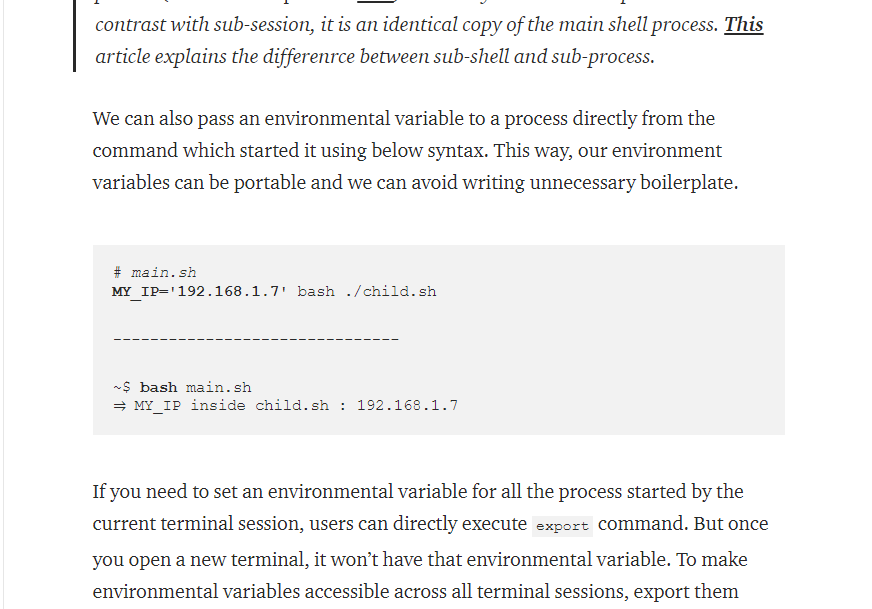 contrast with sub-session, it is an identical copy of the main shell process. This
article explains the differenrce between sub-shell and sub-process.
We can also pass an environmental variable to a process directly from the
command which started it using below syntax. This way, our environment
variables can be portable and we can avoid writing unnecessary boilerplate.
# main.sh
MY_IP='192.168.1.7' bash ./child.sh
-------------------------------
~$ bash main.sh
⇒ MY_IP inside child.sh : 192.168.1.7
If you need to set an environmental variable for all the process started by the
current terminal session, users can directly execute export command. But once
you open a new terminal, it won’t have that environmental variable. To make
environmental variables accessible across all terminal sessions, export them